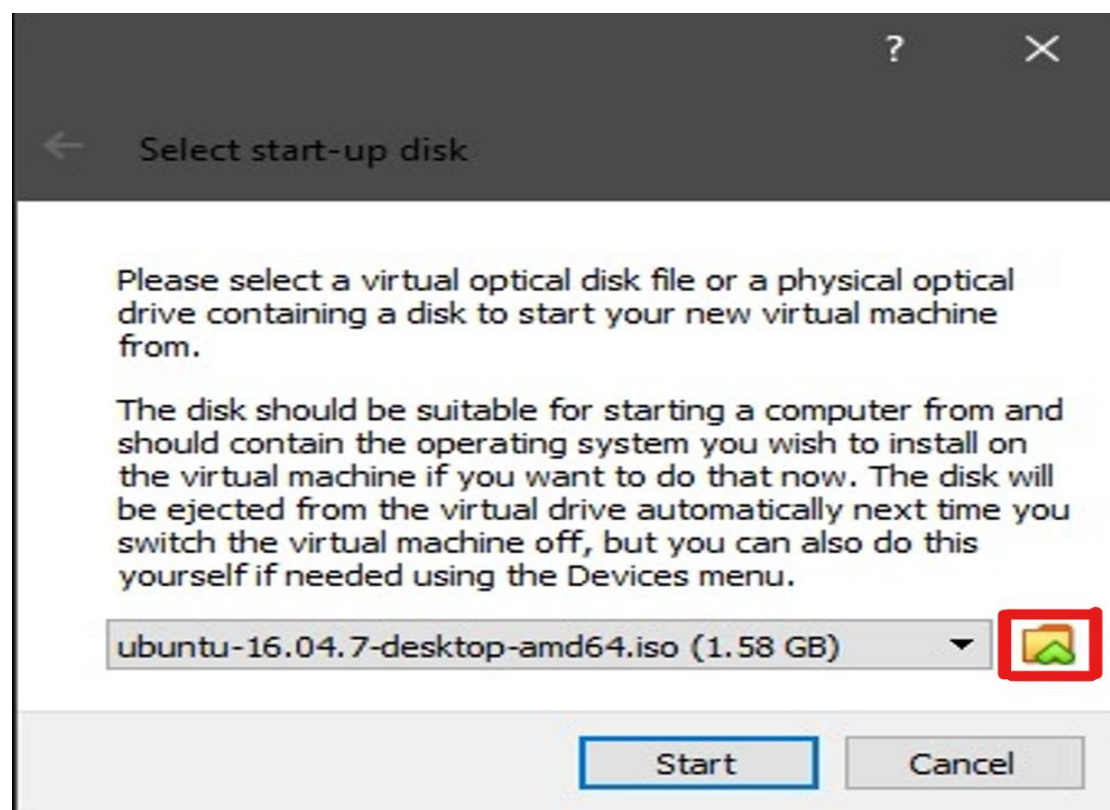 ?
Select start-up disk
Please select a virtual optical disk file or a physical optical
drive containing a disk to start your new virtual machine
from.
The disk should be suitable for starting a computer from and
should contain the operating system you wish to install on
the virtual machine if you want to do that now. The disk will
be ejected from the virtual drive automatically next time you
switch the virtual machine off, but you can also do this
yourself if needed using the Devices menu.
ubuntu-16.04.7-desktop-amd64.iso (1.58 GB)
Start Cancel